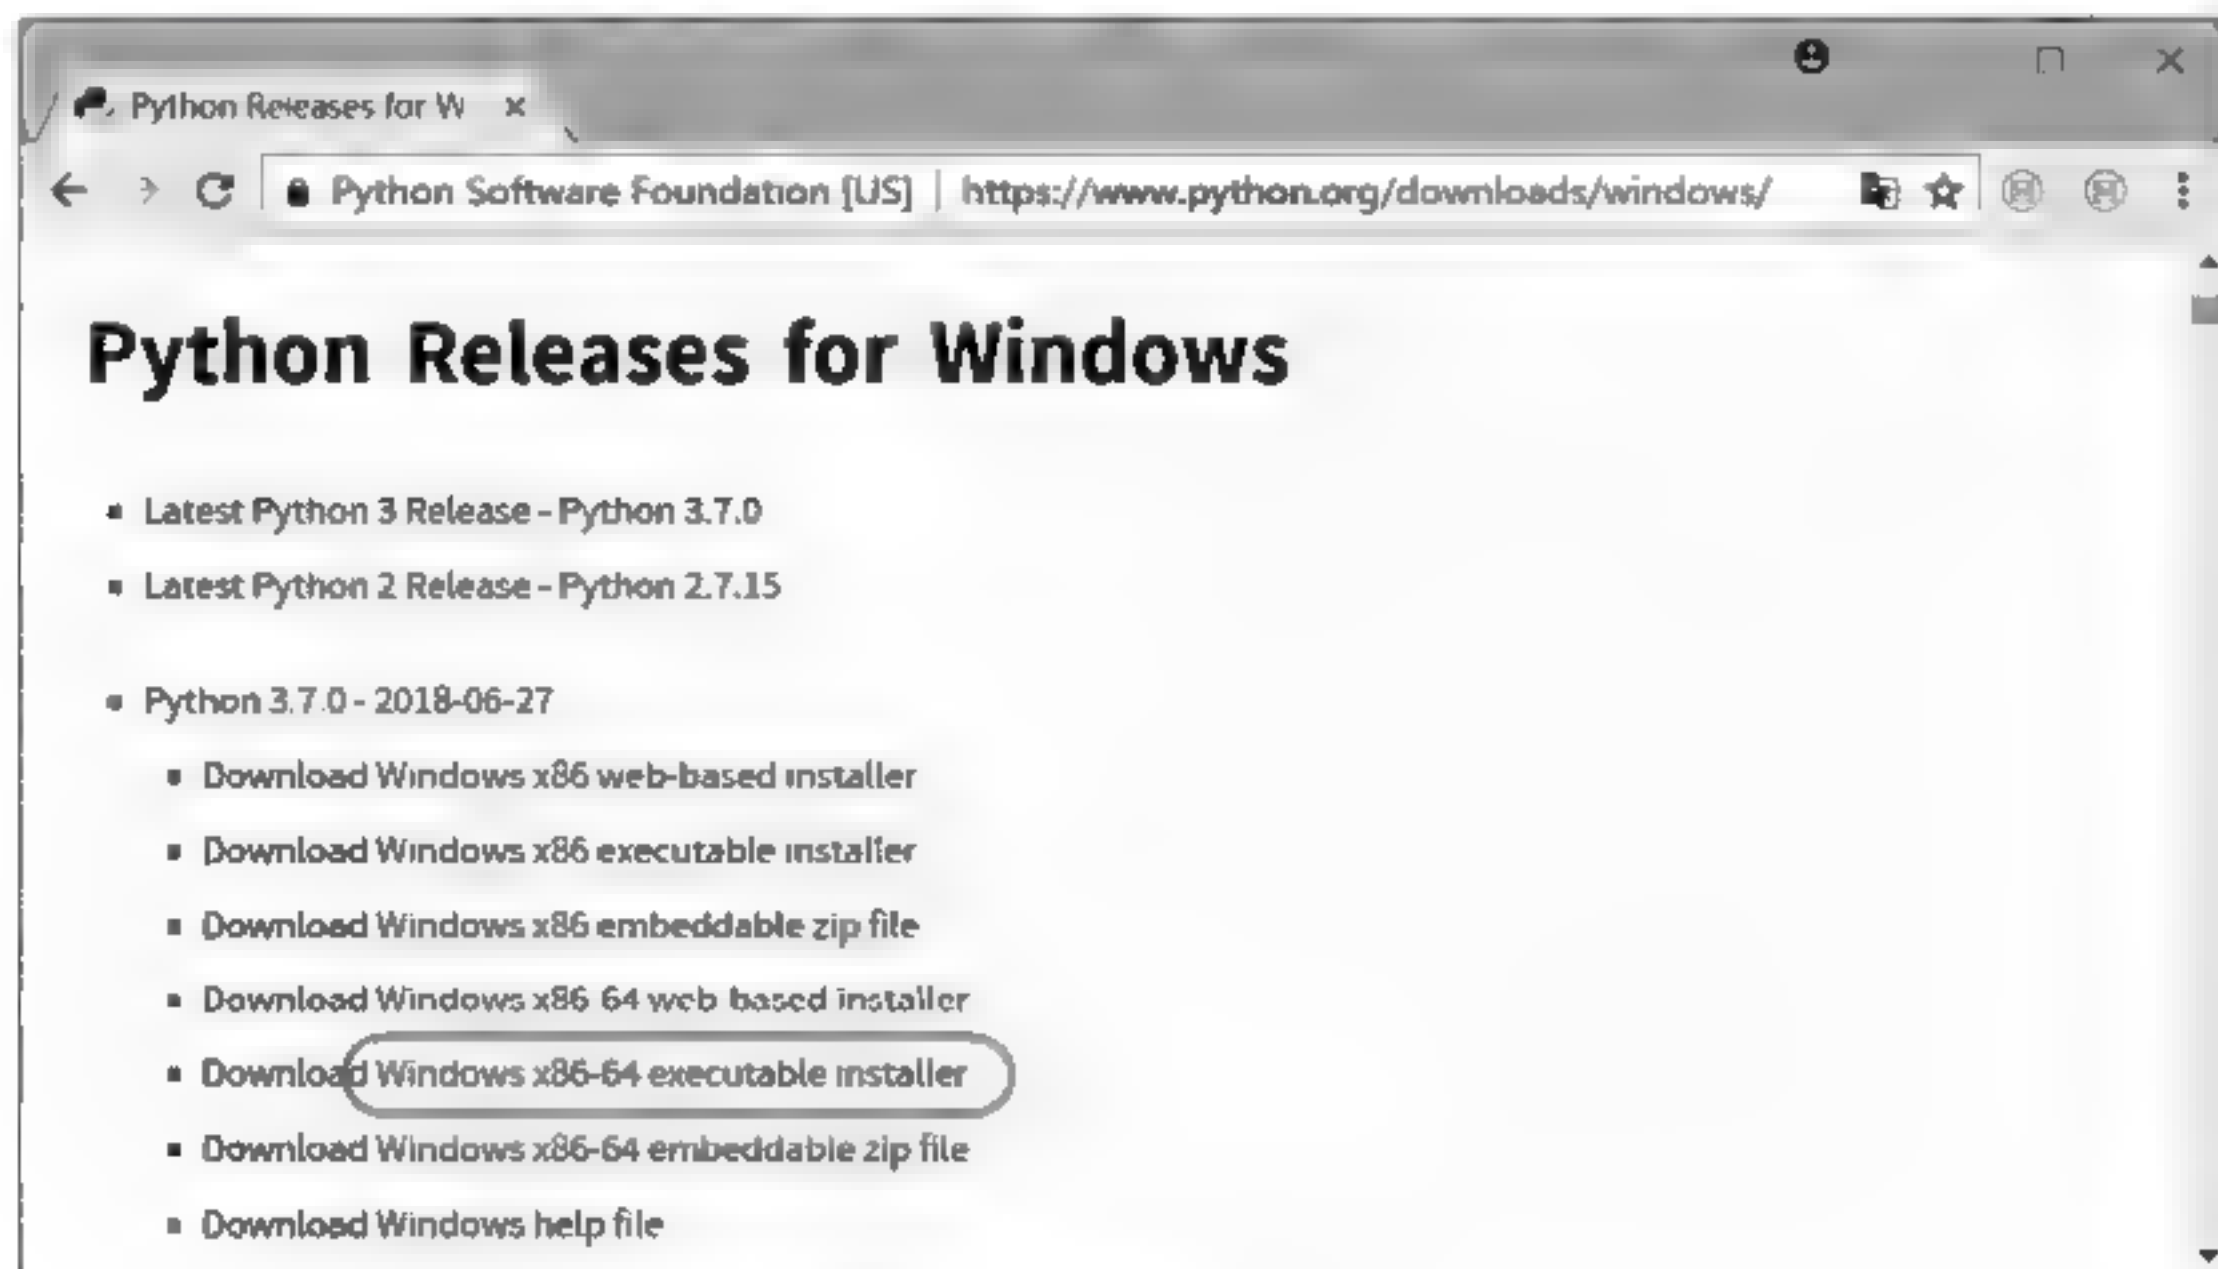 Python Releases for W
Python Software Foundation [US] | https://www.python.org/downloads/windows/
Python Releases for Windows
Latest Python 3 Release - Python 3.7.0
Latest Python 2 Release - Python 2.7.15
Python 3.7.0 - 2018-06-27
Download Windows x86 web-based installer
Download Windows x86 executable installer
Download Windows x86 embeddable zip file
Download Windows x86-64 web-based installer
Download Windows x86-64 executable installer
Download Windows x86-64 embeddable zip file
Download Windows help file